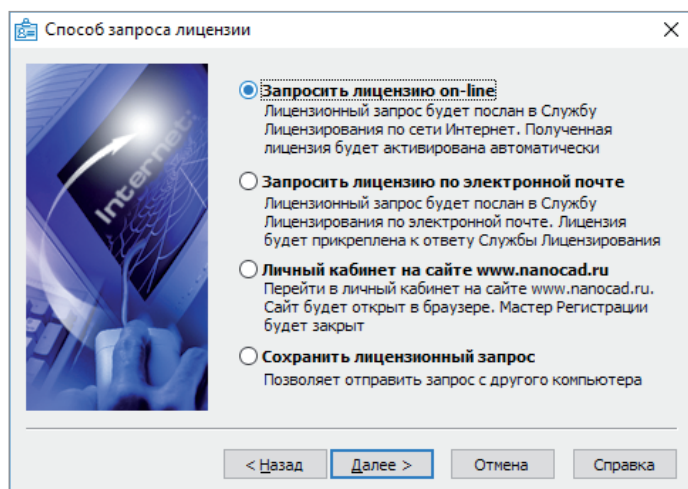 Способ запроса лицензии
Internet:
Запросить лицензию on-line
Лицензионный запрос будет послан в Службу
Лицензирования по сети Интернет. Полученная
лицензия будет активирована автоматически
Запросить лицензию по электронной почте
Лицензионный запрос будет послан в Службу
Лицензирования по электронной почте. Лицензия
будет прикреплена к ответу Службы Лицензирования
Личный кабинет на сайте www.nanocad.ru
Перейти в личный кабинет на сайте www.nanocad.ru.
Сайт будет открыт в браузере. Мастер Регистрации
будет закрыт
Сохранить лицензионный запрос
Позволяет отправить запрос с другого компьютера
< Назад Далее > Отмена Справка